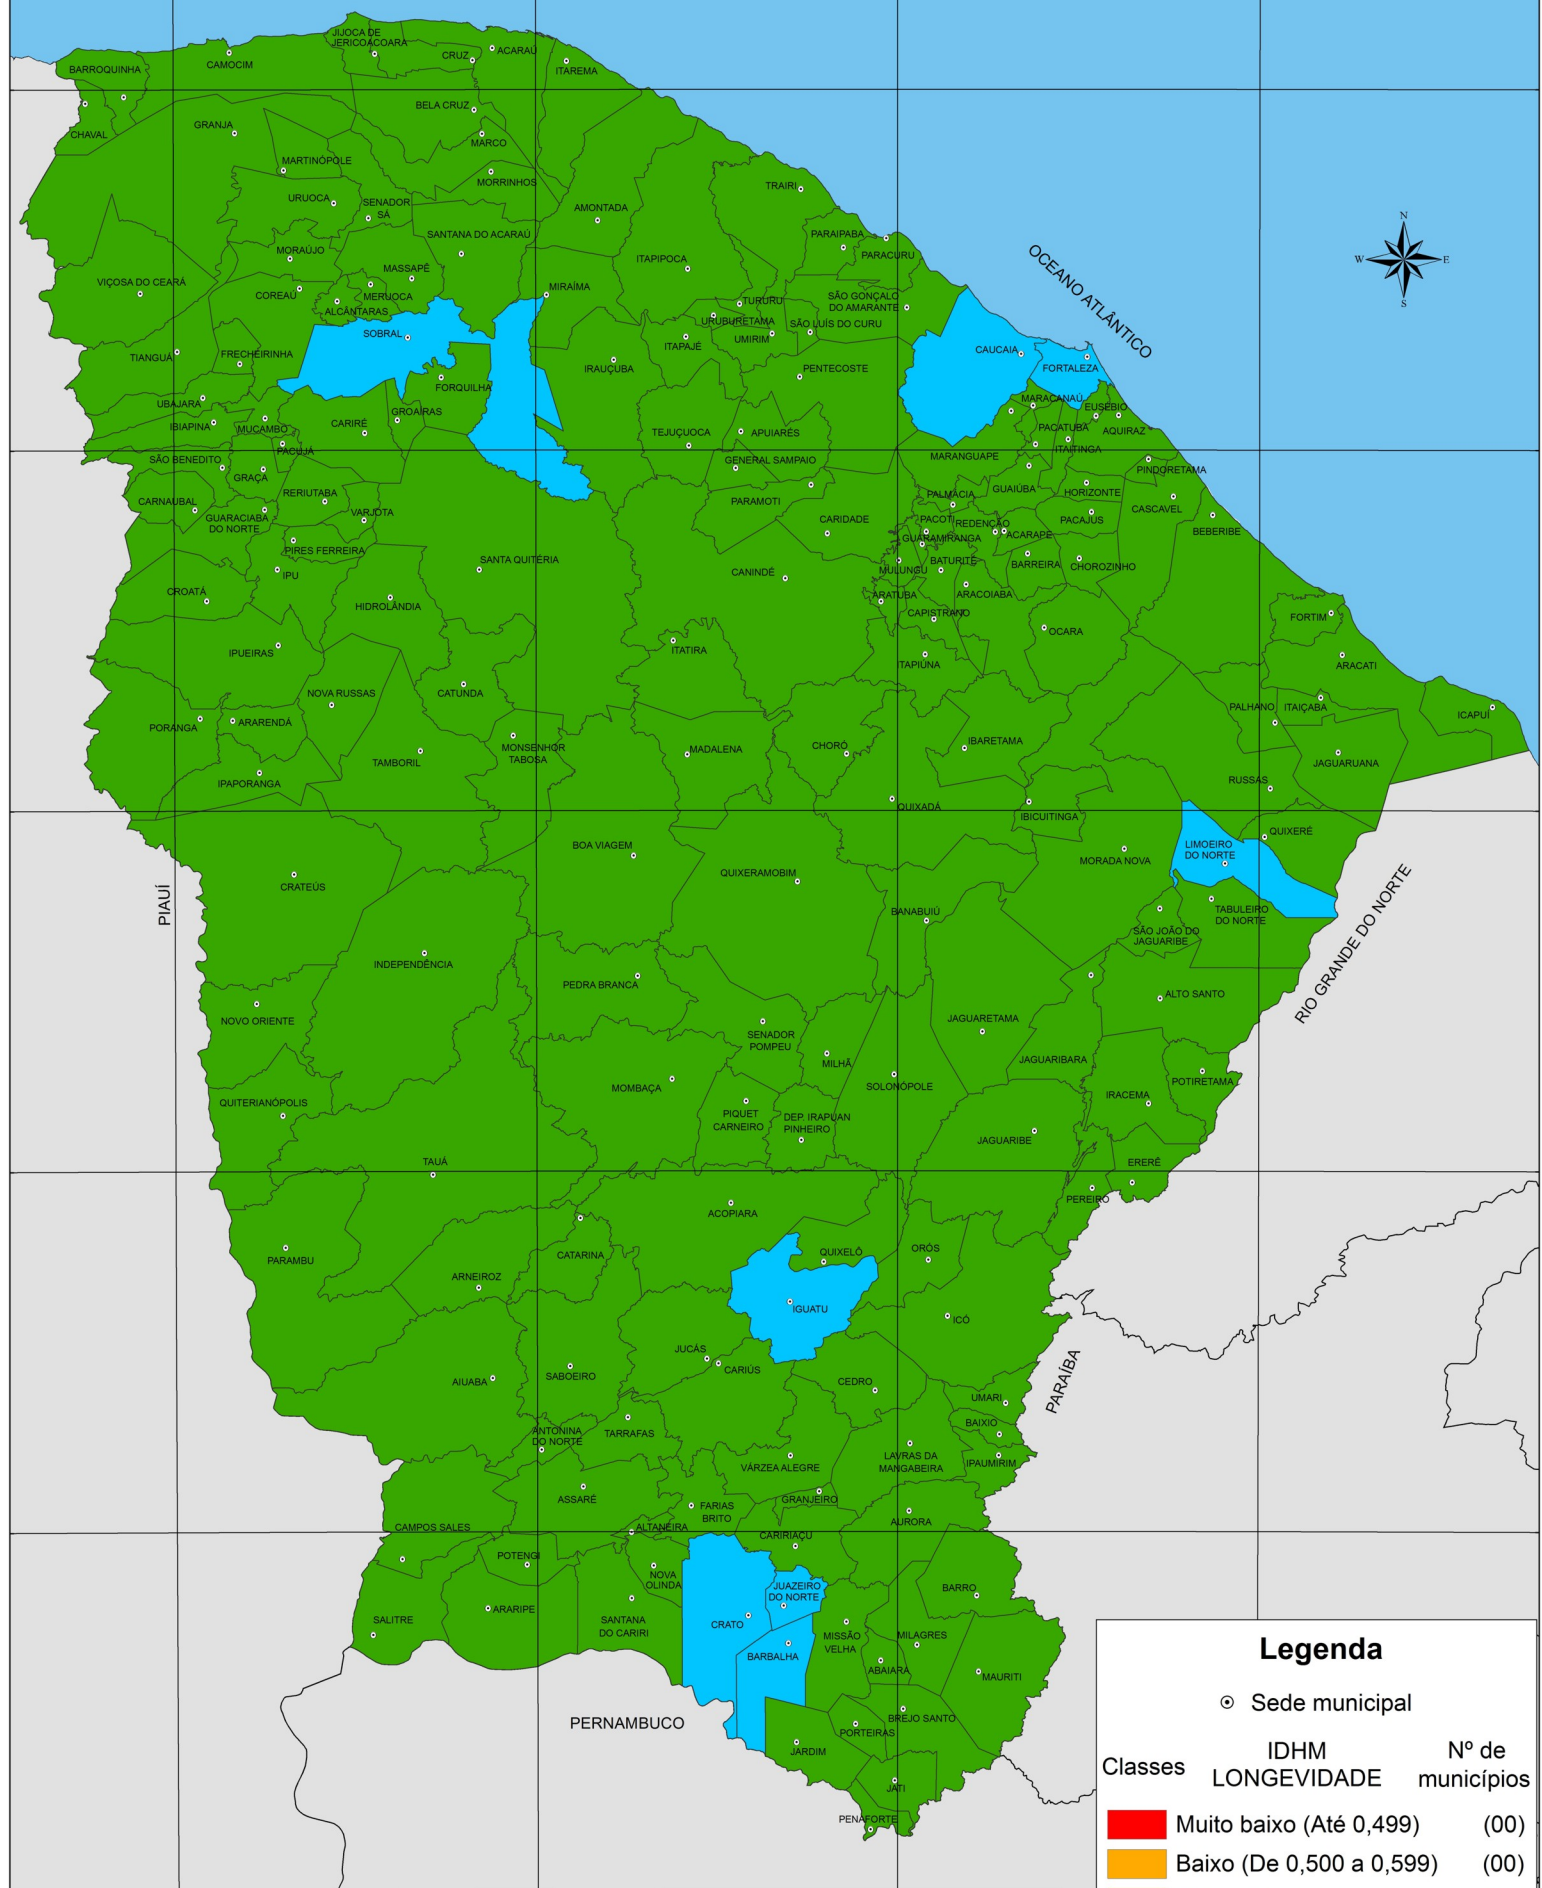 JIJOCA DE
JERICOACOARA
CRUZ
ACARAÚ
ITAREMA
CAMOCIM
BARROQUINHA
CHAVAL
GRANJA
BELA CRUZ
MARCO
MARTINÓPOLE
MORRINHOS
URUOCA
SENADOR
SÁ
AMONTADA
TRAIRI
SANTANA DO ACARAÚ
MORAÚJO
PARAIPABA
PARACURU
ITAPIPOCA
MASSAPÊ
VIÇOSA DO CEARÁ
COREAÚ
MERUOCA
MIRAÍMA
ALCÂNTARAS
TURURU
SÃO GONÇALO
DO AMARANTE
URUBURETAMA
SÃO LUÍS DO CURU
UMIRIM
SOBRAL
ITAPAJÉ
TIANGUÁ
FRECHEIRINHA
IRAUÇUBA
PENTECOSTE
CAUCAIA
FORTALEZA
OCEANO ATLÂNTICO
N
W
E
S
FORQUILHA
UBAJARA
MARACANAÚ
EUSÉBIO
GROAÍRAS
IBIAPINA
MUCAMBO
CARIRÉ
TEJUÇUOCA
APUIARÉS
PACATUBA
AQUIRAZ
PACUJÁ
ITAITINGA
SÃO BENEDITO
GENERAL SAMPAIO
MARANGUAPE
PINDORETAMA
GRAÇA
CARNAUBAL
RERIUTABA
PARAMOTI
PALMÁCIA
GUAIÚBA
HORIZONTE
CASCAVEL
GUARACIABA
DO NORTE
VARJOTA
CARIDADE
PACOTI
REDENÇÃO
PACAJUS
BEBERIBE
GUARAMIRANGA
ACARAPE
PIRES FERREIRA
SANTA QUITÉRIA
IPU
CANINDÉ
MULUNGU
BATURITÉ
BARREIRA
CHOROZINHO
CROATÁ
HIDROLÂNDIA
ARATUBA
ARACOIABA
CAPISTRANO
FORTIM
OCARA
IPUEIRAS
ITATIRA
ITAPIÚNA
ARACATI
NOVA RUSSAS
CATUNDA
PORANGA
ARARENDÁ
PALHANO
ITAIÇABA
ICAPUÍ
MONSENHOR
TABOSA
MADALENA
CHORÓ
IBARETAMA
TAMBORIL
JAGUARUANA
IPAPORANGA
RUSSAS
QUIXADÁ
IBICUITINGA
QUIXERÉ
BOA VIAGEM
LIMOEIRO
DO NORTE
MORADA NOVA
QUIXERAMOBIM
CRATEÚS
PIAUÍ
BANABUIÚ
TABULEIRO
DO NORTE
SÃO JOÃO DO
JAGUARIBE
RIO GRANDE DO NORTE
INDEPENDÊNCIA
PEDRA BRANCA
ALTO SANTO
NOVO ORIENTE
JAGUARETAMA
SENADOR
POMPEU
MILHÃ
JAGUARIBARA
SOLONÓPOLE
MOMBAÇA
POTIRETAMA
IRACEMA
QUITERIANÓPOLIS
PIQUET
CARNEIRO
DEP. IRAPUAN
PINHEIRO
JAGUARIBE
TAUÁ
ERERÊ
PEREIRO
ACOPIARA
CATARINA
QUIXELÔ
ORÓS
PARAMBU
ARNEIROZ
IGUATU
ICÓ
JUCÁS
CARIÚS
SABOEIRO
AIUABA
CEDRO
PARAÍBA
UMARI
BAIXIO
ANTONINA
DO NORTE
TARRAFAS
VÁRZEA ALEGRE
LAVRAS DA
MANGABEIRA
IPAUMIRIM
ASSARÉ
FARIAS
BRITO
GRANJEIRO
AURORA
CAMPOS SALES
ALTANEIRA
CARIRIAÇU
POTENGI
NOVA
OLINDA
JUAZEIRO
DO NORTE
BARRO
SALITRE
ARARIPE
SANTANA
DO CARIRI
CRATO
MISSÃO
VELHA
MILAGRES
BARBALHA
ABAIARA
MAURITI
PERNAMBUCO
BREJO SANTO
PORTEIRAS
JARDIM
JATI
PENAFORTE
Legenda
Sede municipal
Classes
IDHM
LONGEVIDADE
Nº de
municípios
Muito baixo (Até 0,499) (00)
Baixo (De 0,500 a 0,599) (00)